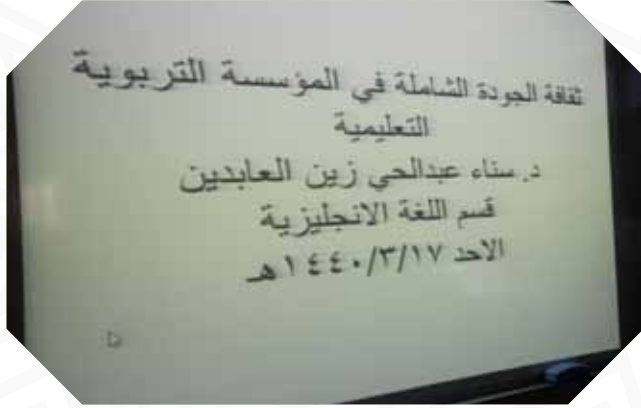 ثقافة الجودة الشاملة في المؤسسة التربوية
التعليمية
د. سناء عبدالحي زين العابدين
قسم اللغة الانجليزية
الاحد ١٤٤٠/٣/١٧هـ